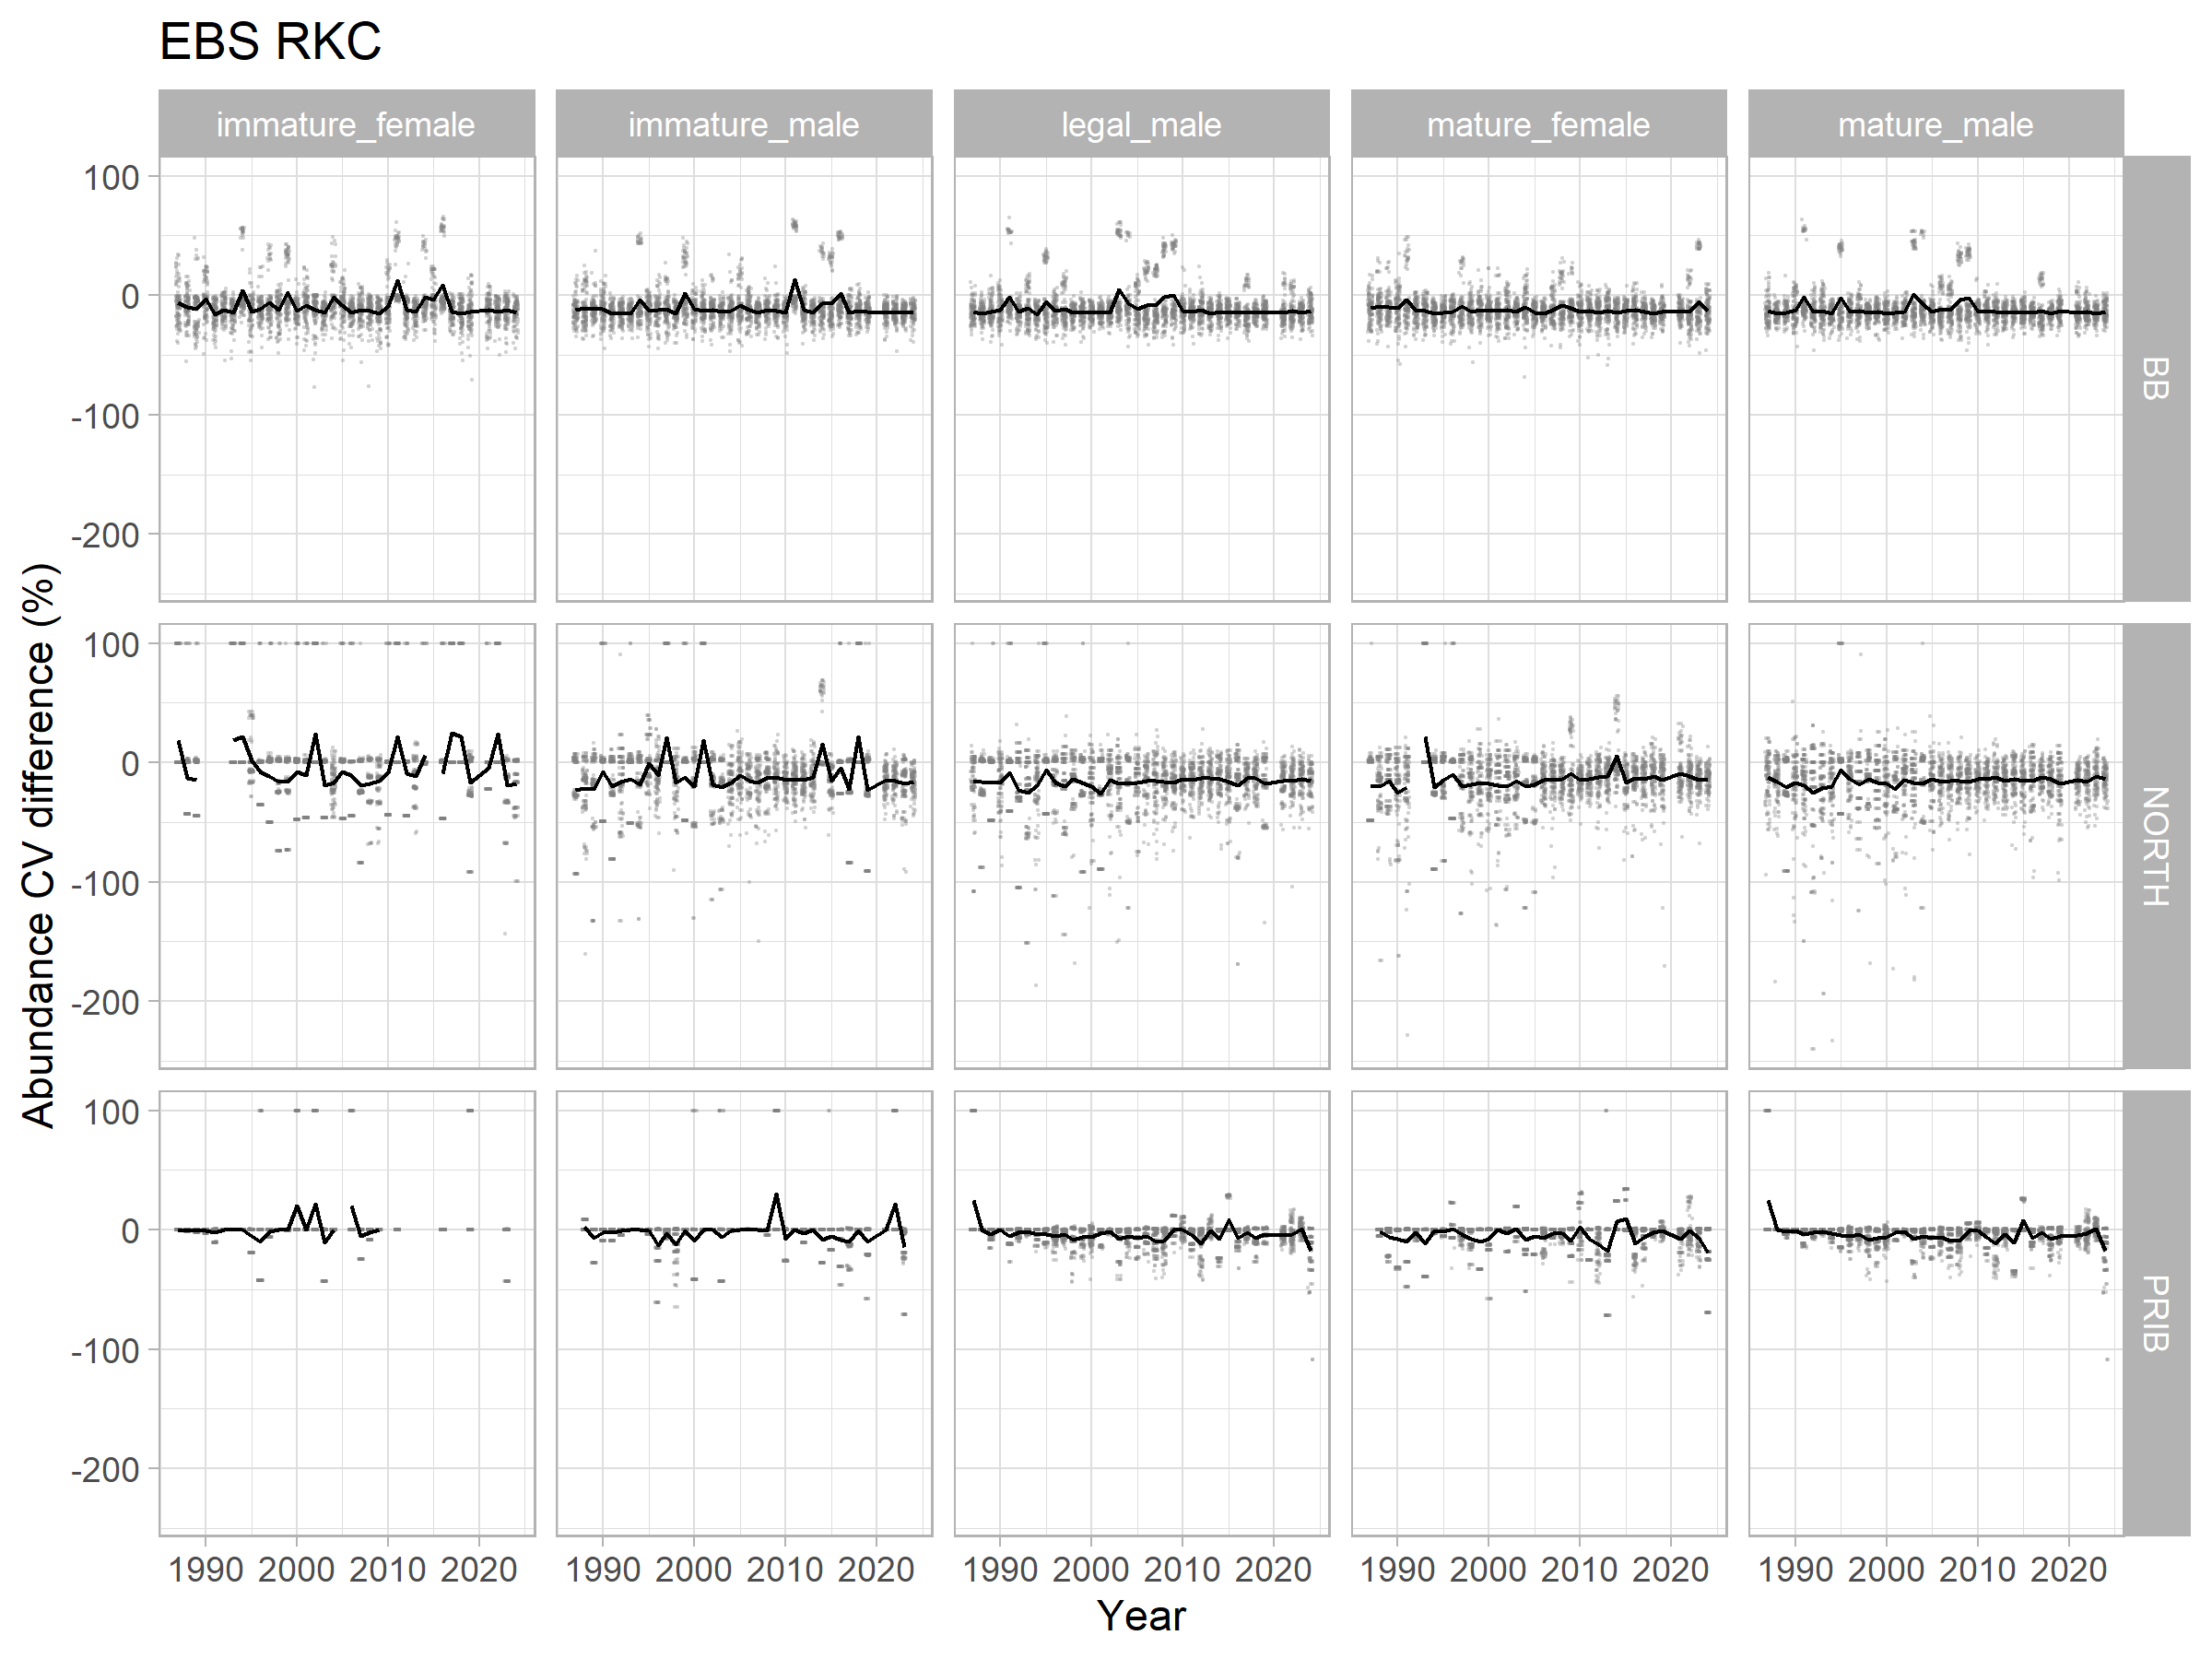 EBS RKC
immature_female immature_male legal_male mature_female mature_male
100
0
-100
-200
BB
100
0
-100
-200
NORTH
100
0
-100
-200
PRIB
Abundance CV difference (%)
1990 2000 2010 2020 1990 2000 2010 2020 1990 2000 2010 2020 1990 2000 2010 2020 1990 2000 2010 2020
Year